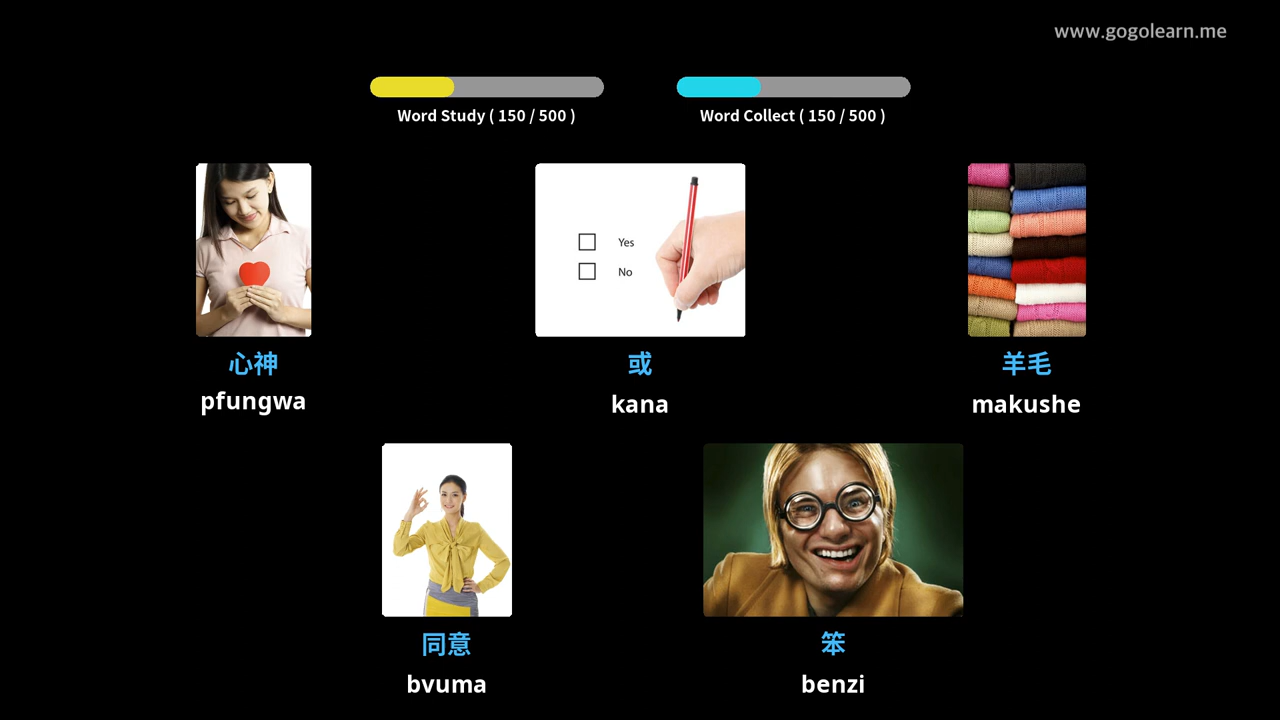 www.gogolearn.me
Word Study ( 150 / 500 )
Word Collect ( 150 / 500 )
Yes
No
心神
pfungwa
或
kana
羊毛
makushe
同意
bvuma
笨
benzi